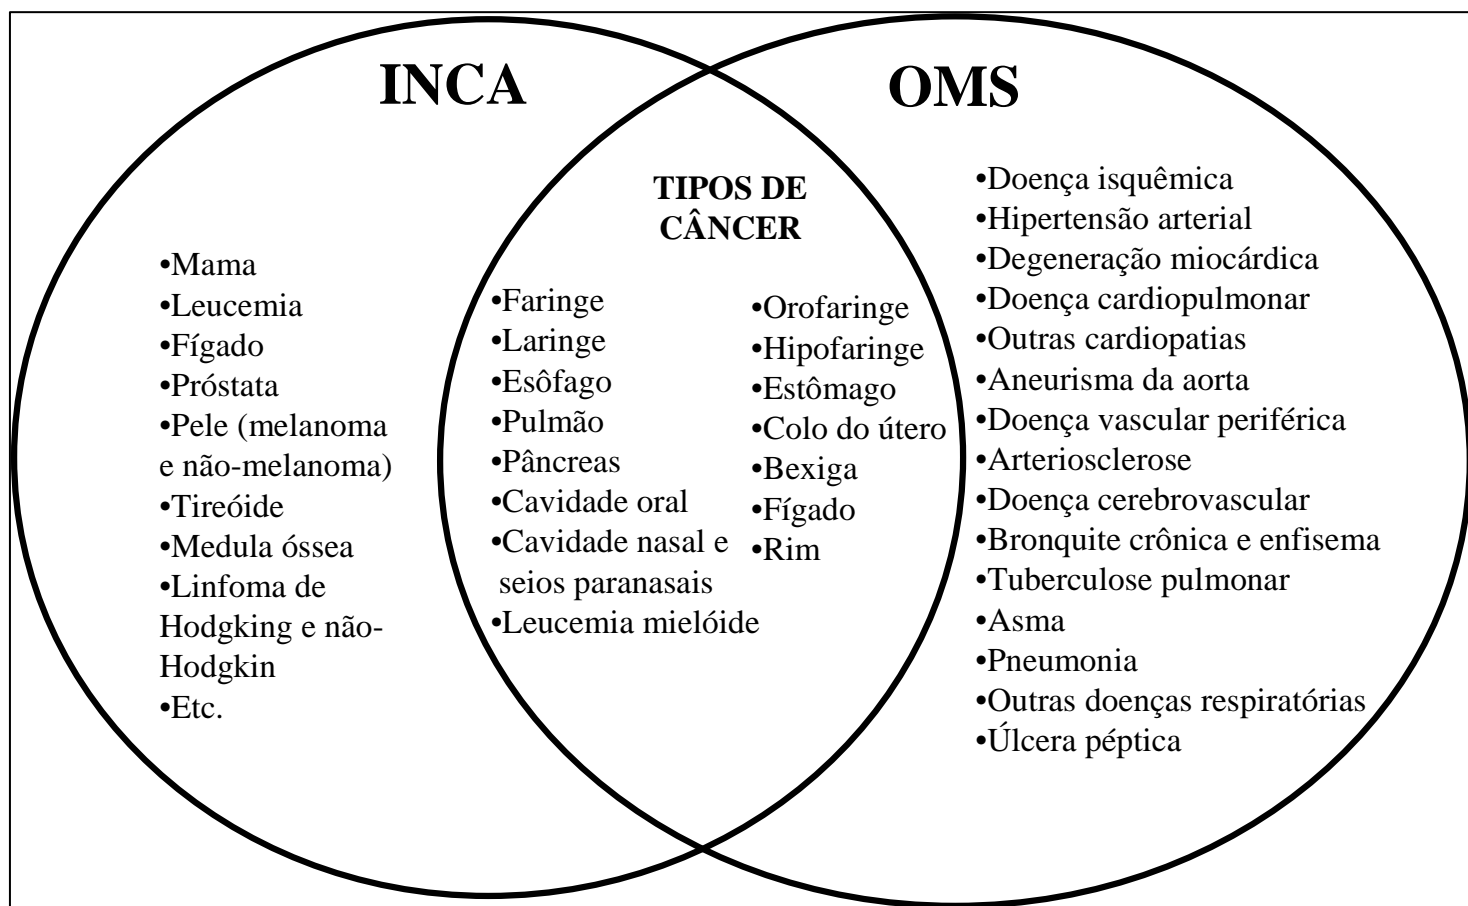 INCA
OMS
TIPOS DE
CÂNCER
•Mama
•Leucemia
•Fígado
•Próstata
•Pele (melanoma
e não-melanoma)
•Tireóide
•Medula óssea
•Linfoma de
Hodgking e não-
Hodgkin
•Etc.
•Faringe
•Laringe
•Esôfago
•Pulmão
•Pâncreas
•Cavidade oral
•Cavidade nasal e
seios paranasais
•Leucemia mielóide
•Orofaringe
•Hipofaringe
•Estômago
•Colo do útero
•Bexiga
•Fígado
•Rim
•Doença isquêmica
•Hipertensão arterial
•Degeneração miocárdica
•Doença cardiopulmonar
•Outras cardiopatias
•Aneurisma da aorta
•Doença vascular periférica
•Arteriosclerose
•Doença cerebrovascular
•Bronquite crônica e enfisema
•Tuberculose pulmonar
•Asma
•Pneumonia
•Outras doenças respiratórias
•Úlcera péptica